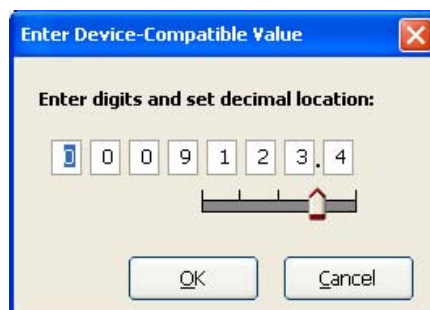 Enter Device-Compatible Value
Enter digits and set decimal location:
0 0 0 9 1 2 3 . 4
OK Cancel